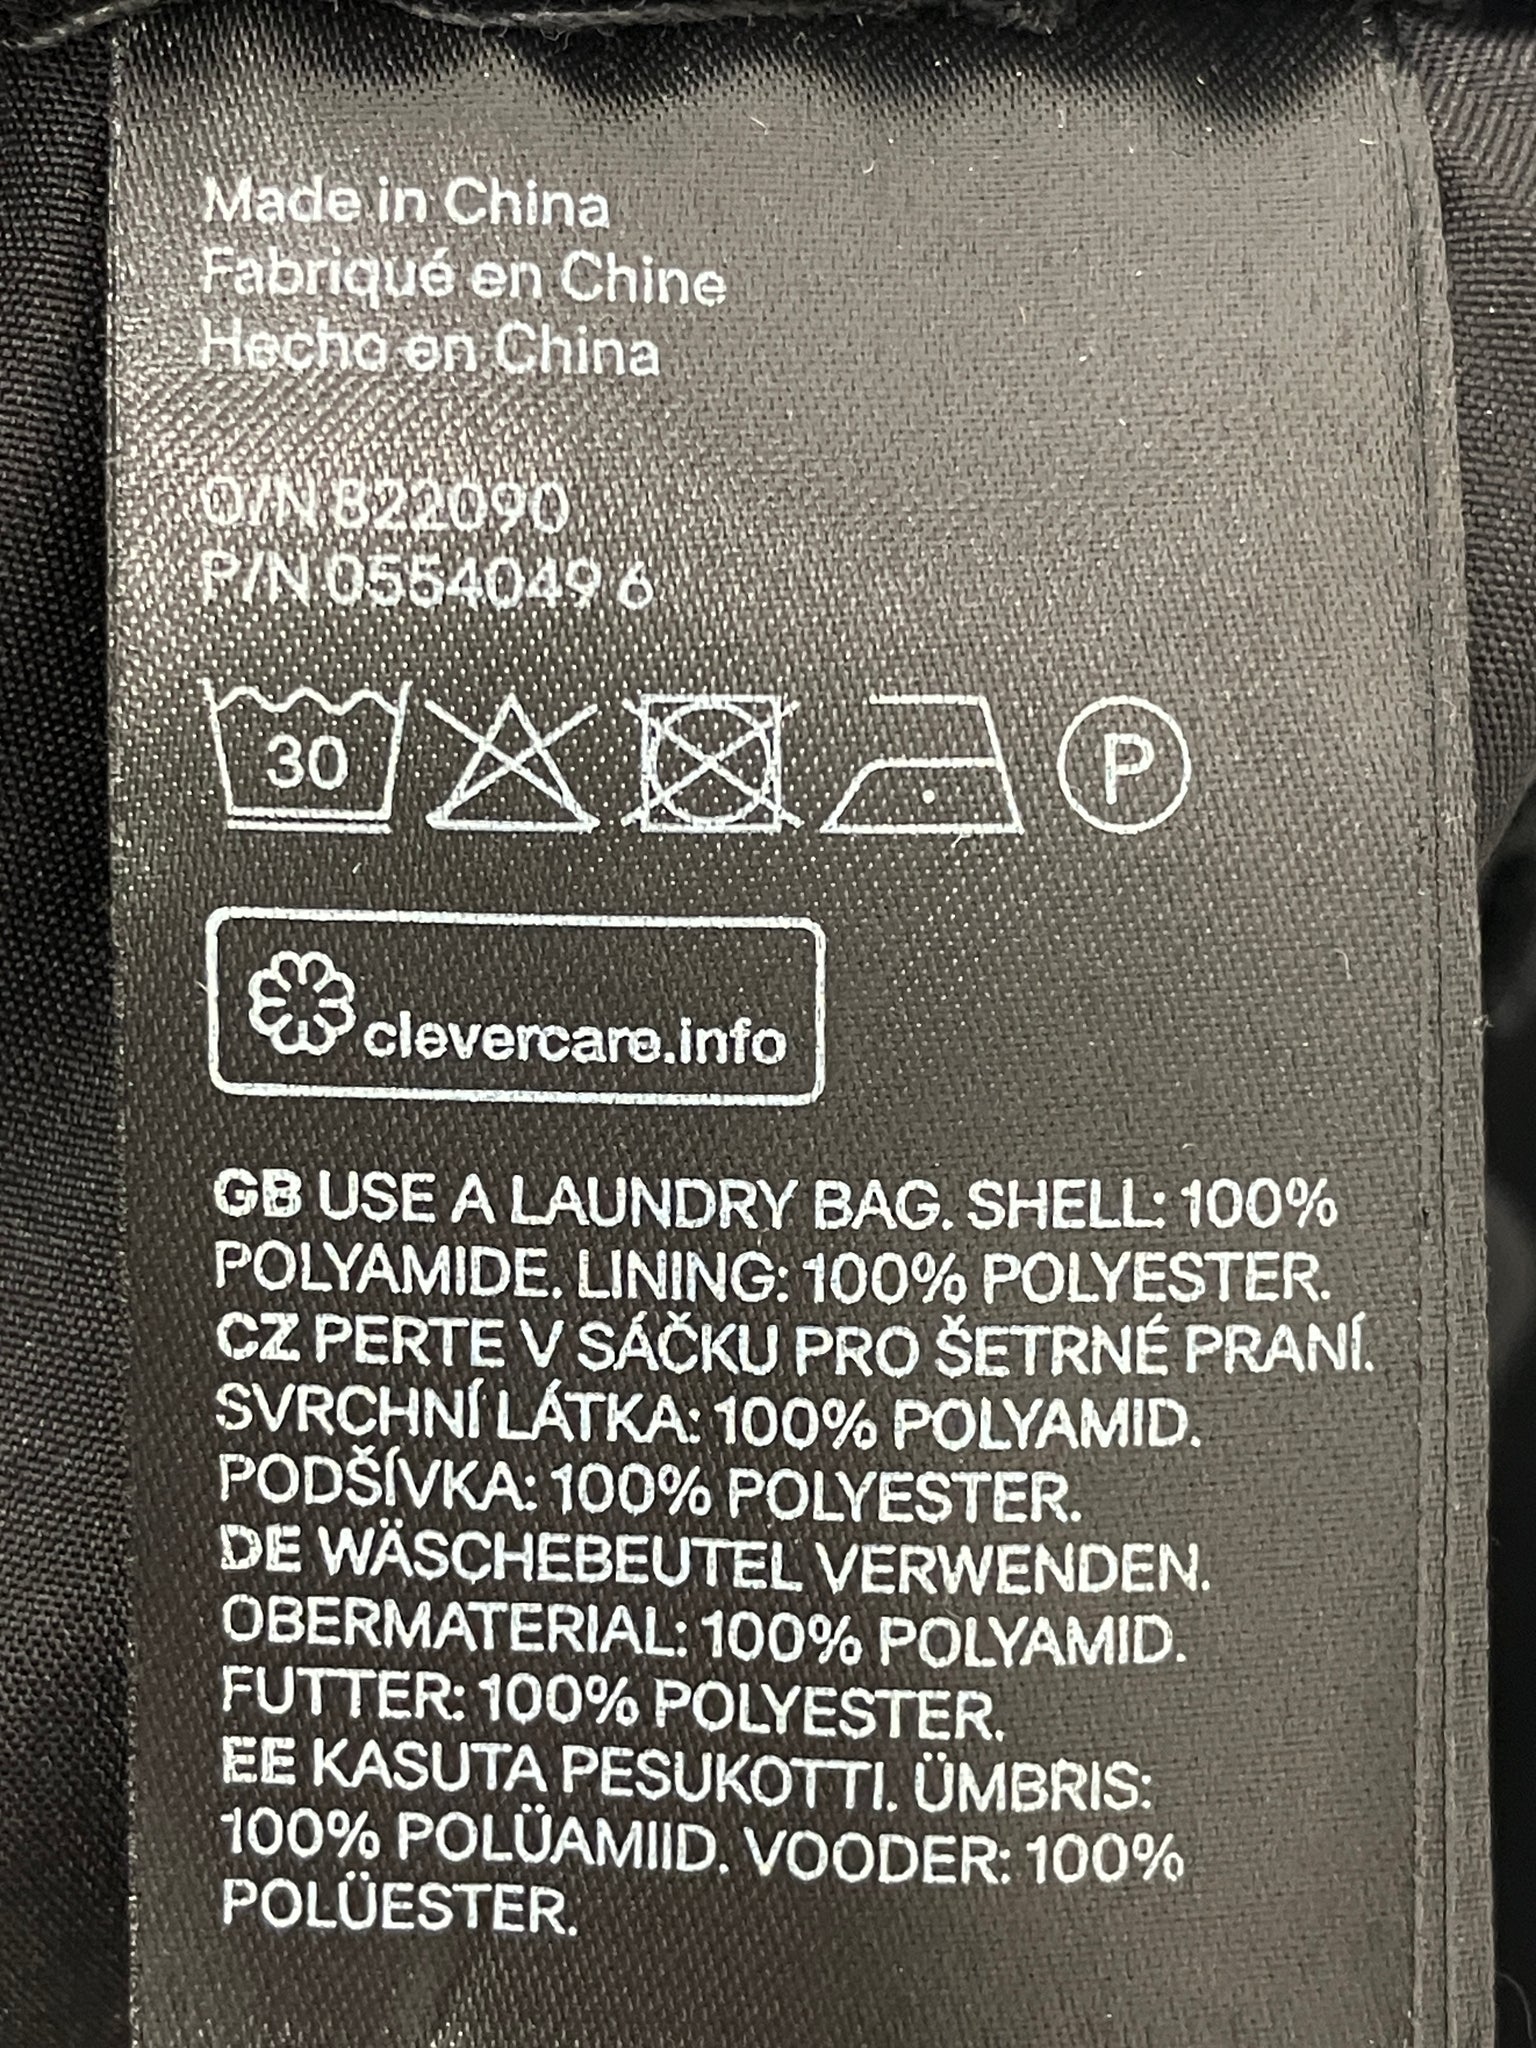 Made in China
Fabriqué en Chine
Hecho en China
O/N 822090
P/N 0554049 6
30
P
clevercare.info
GB USE A LAUNDRY BAG. SHELL: 100%
POLYAMIDE. LINING: 100% POLYESTER.
CZ PERTE V SÁČKU PRO ŠETRNÉ PRANÍ.
SVRCHNÍ LÁTKA: 100% POLYAMID.
PODŠÍVKA: 100% POLYESTER.
DE WÄSCHEBEUTEL VERWENDEN.
OBERMATERIAL: 100% POLYAMID.
FUTTER: 100% POLYESTER.
EE KASUTA PESUKOTTI. ÜMBRIS:
100% POLÜAMIID. VOODER: 100%
POLÜESTER.